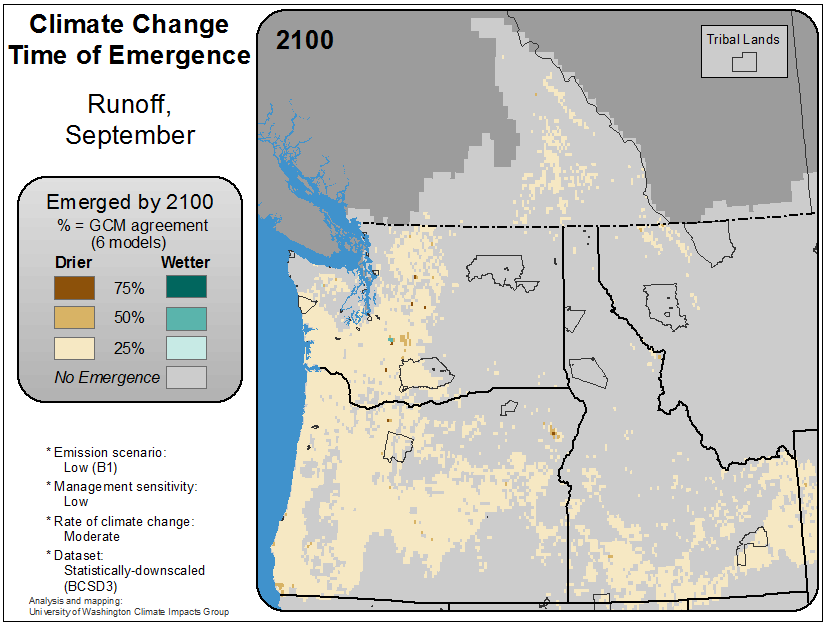 Climate Change
Time of Emergence
Runoff,
September
Emerged by 2100
% = GCM agreement
(6 models)
Drier Wetter
75%
50%
25%
No Emergence
* Emission scenario:
Low (B1)
* Management sensitivity:
Low
* Rate of climate change:
Moderate
* Dataset:
Statistically-downscaled
(BCSD3)
Analysis and mapping:
University of Washington Climate Impacts Group
2100
Tribal Lands